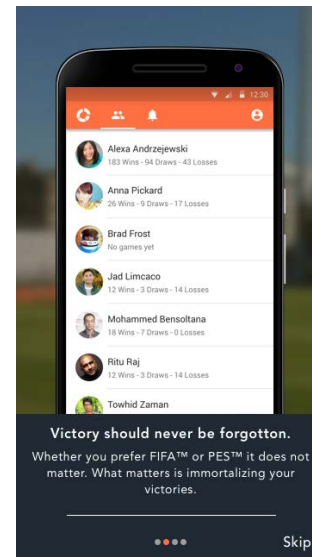 12:30
Alexa Andrzejewski
183 Wins - 94 Draws - 43 Losses
Anna Pickard
26 Wins - 9 Draws - 17 Losses
Brad Frost
No games yet
Jad Limcaco
12 Wins - 3 Draws - 14 Losses
Mohammed Bensoltana
18 Wins - 7 Draws - 0 Losses
Ritu Raj
12 Wins - 3 Draws - 14 Losses
Towhid Zaman
Victory should never be forgotton.
Whether you prefer FIFA™ or PES™ it does not
matter. What matters is immortalizing your
victories.
Skip